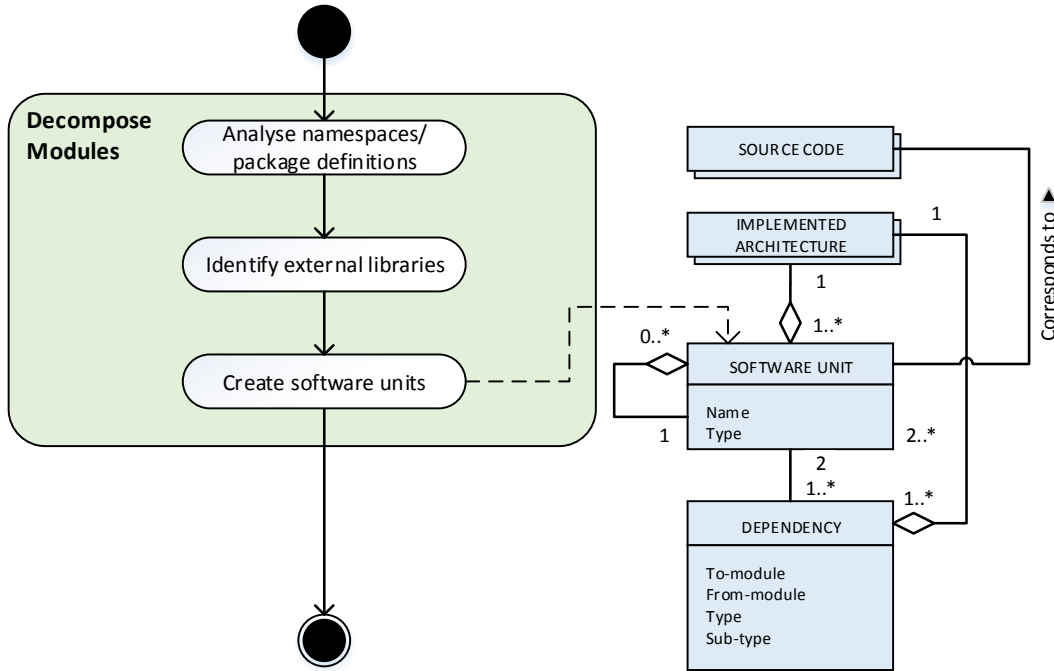 Decompose
Modules
Analyse namespaces/
package definitions
Identify external libraries
Create software units
SOURCE CODE
IMPLEMENTED
ARCHITECTURE
1
Corresponds to ▲
1
1..*
0..*
SOFTWARE UNIT
Name
Type
1
2..*
2
1..*
1..*
DEPENDENCY
To-module
From-module
Type
Sub-type